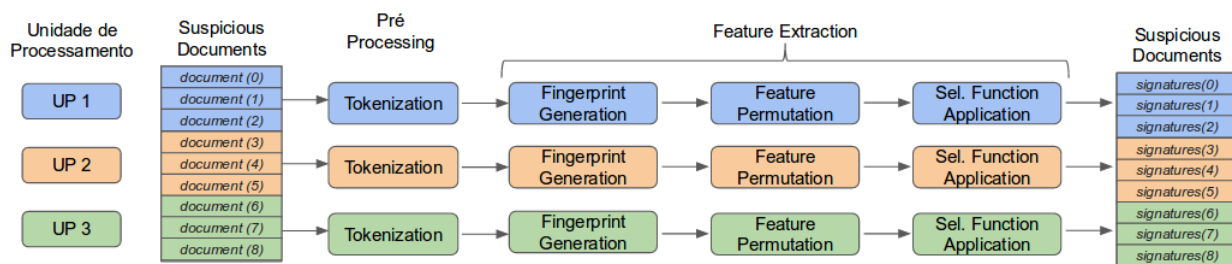 Unidade de
Processamento
Suspicious
Documents
Pré
Processing
Feature Extraction
Suspicious
Documents
UP 1
document (0)
document (1)
document (2)
Tokenization
Fingerprint
Generation
Feature
Permutation
Sel. Function
Application
signatures(0)
signatures(1)
signatures(2)
UP 2
document (3)
document (4)
document (5)
Tokenization
Fingerprint
Generation
Feature
Permutation
Sel. Function
Application
signatures(3)
signatures(4)
signatures(5)
UP 3
document (6)
document (7)
document (8)
Tokenization
Fingerprint
Generation
Feature
Permutation
Sel. Function
Application
signatures(6)
signatures(7)
signatures(8)